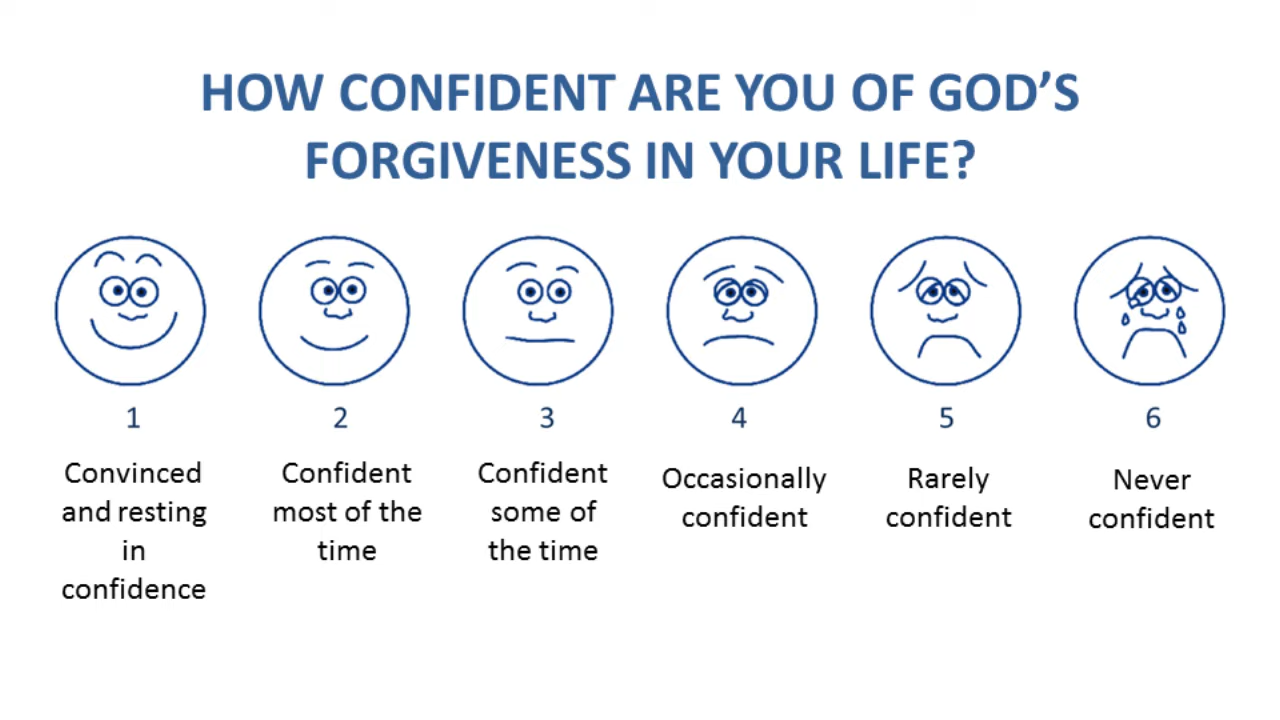 HOW CONFIDENT ARE YOU OF GOD’S
FORGIVENESS IN YOUR LIFE?
1
2
3
4
5
6
Convinced
and resting
in
confidence
Confident
most of the
time
Confident
some of
the time
Occasionally
confident
Rarely
confident
Never
confident